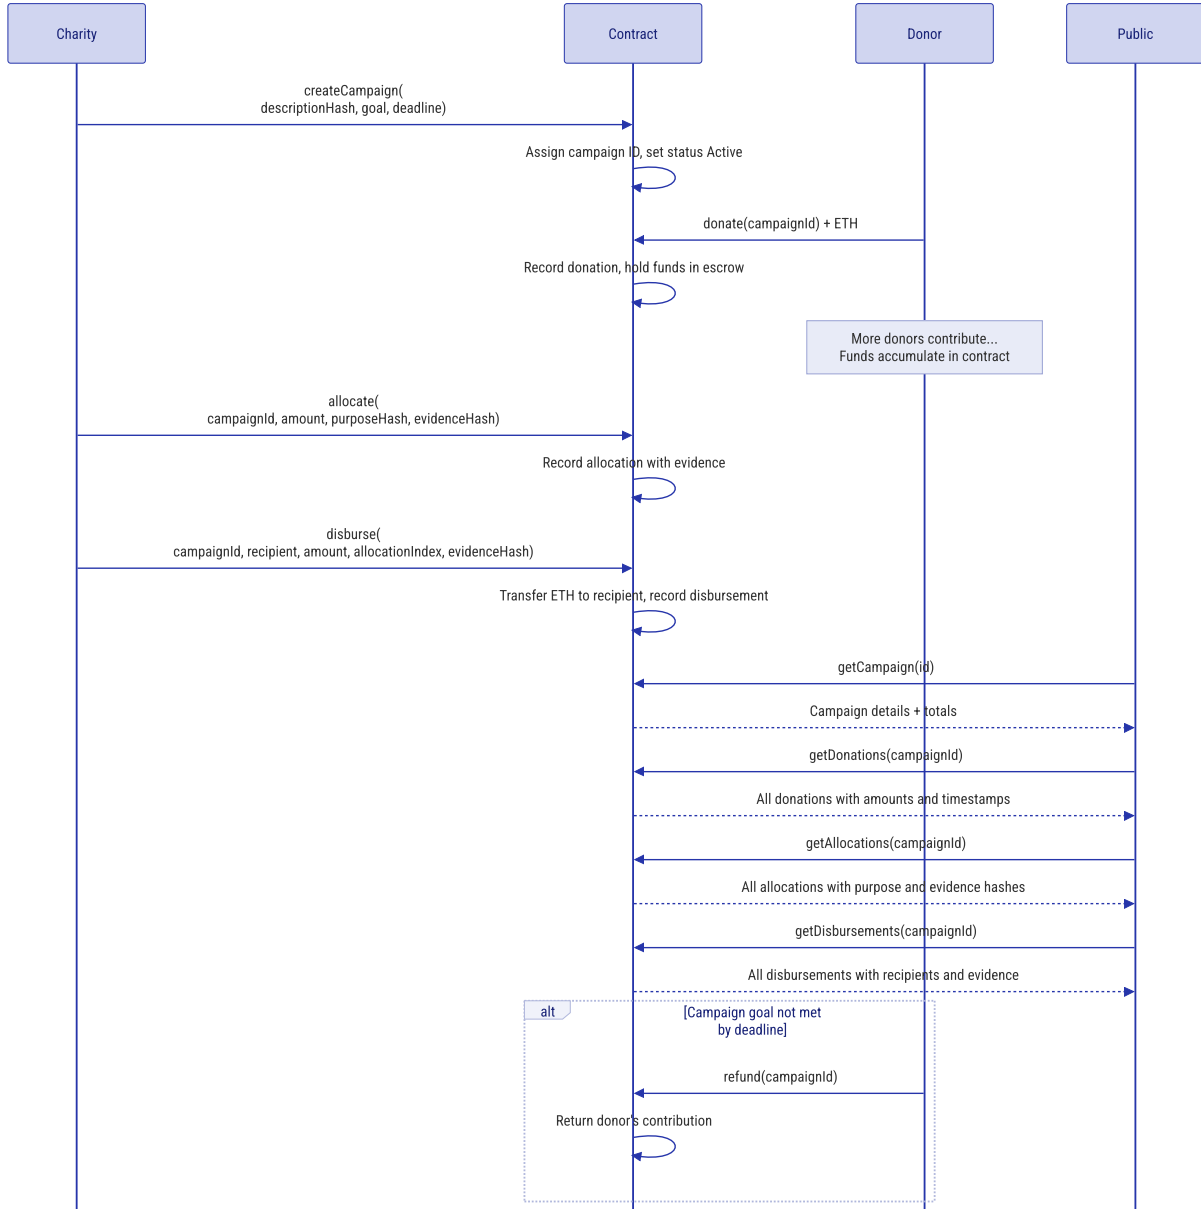 Charity
Contract
Donor
Public
createCampaign(
descriptionHash, goal, deadline)
Assign campaign ID, set status Active
donate(campaignId) + ETH
Record donation, hold funds in escrow
More donors contribute...
Funds accumulate in contract
allocate(
campaignId, amount, purposeHash, evidenceHash)
Record allocation with evidence
disburse(
campaignId, recipient, amount, allocationIndex, evidenceHash)
Transfer ETH to recipient, record disbursement
getCampaign(id)
Campaign details + totals
getDonations(campaignId)
All donations with amounts and timestamps
getAllocations(campaignId)
All allocations with purpose and evidence hashes
getDisbursements(campaignId)
All disbursements with recipients and evidence
alt
[Campaign goal not met
by deadline]
refund(campaignId)
Return donor's contribution